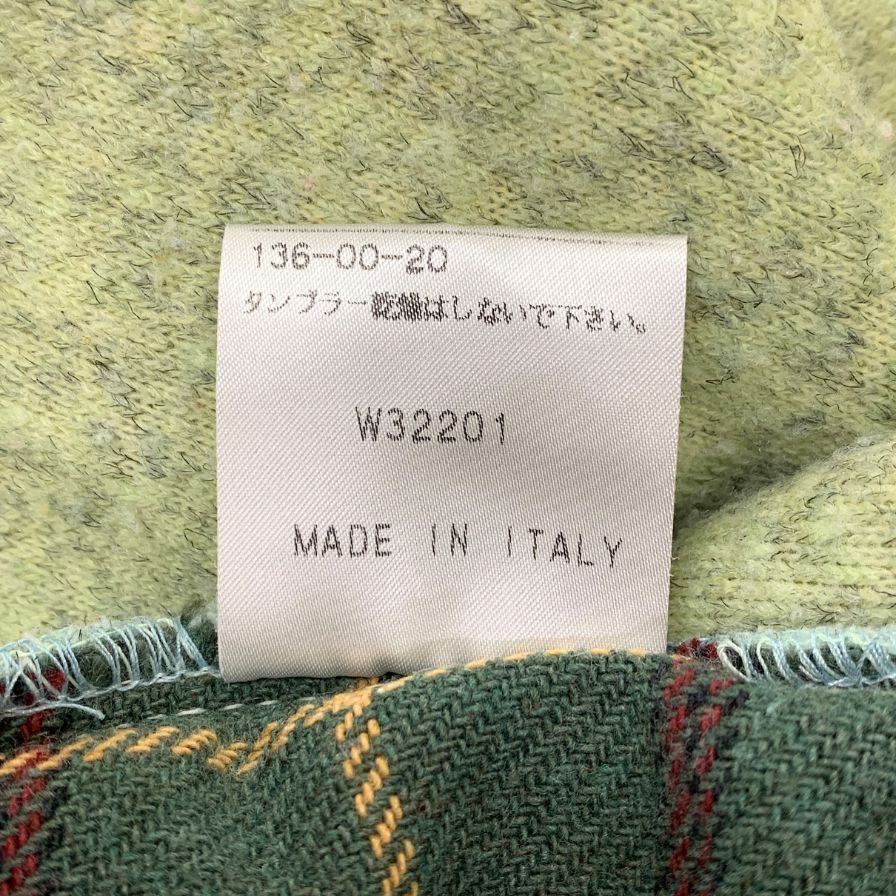 136-00-20
タンブラー乾燥はしないで下さい。
W32201
MADE IN ITALY